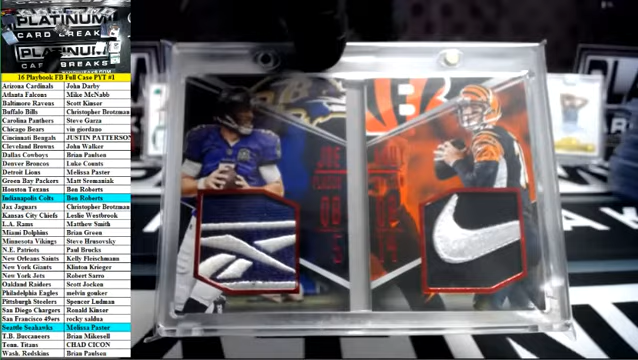 PLATINUM
CARD BREAKS
PLATINUM
CARD BREAKS
16 Playbook FB Full Case PYT #1
Arizona Cardinals John Darby
Atlanta Falcons Mike McNabb
Baltimore Ravens Scott Kinser
Buffalo Bills Christopher Brotzman
Carolina Panthers Steve Garza
Chicago Bears vin giordano
Cincinnati Bengals JUSTIN PATTERSON
Cleveland Browns John Walker
Dallas Cowboys Brian Paulsen
Denver Broncos Luke Counts
Detroit Lions Melissa Pastor
Green Bay Packers Matt Sremaniak
Houston Texans Ben Roberts
Indianapolis Colts Ben Roberts
Jax Jaguars Christopher Brotzman
Kansas City Chiefs Leslie Westbrook
L.A. Rams Matthew Smith
Miami Dolphins Brian Green
Minnesota Vikings Steve Hrusovsky
N.E. Patriots Paul Brucks
New Orleans Saints Kelly Fleischmann
New York Giants Klinton Krieger
New York Jets Robert Sarro
Oakland Raiders Scott Jocken
Philadelphia Eagles melvin gonker
Pittsburgh Steelers Spencer Ludman
San Diego Chargers Ronald Kinser
San Francisco 49ers rocky saldua
Seattle Seahawks Melissa Pastor
T.B. Buccaneers Brian Mikesell
Tenn. Titans CHAD CICON
Wash. Redskins Brian Paulsen
JOE
QB